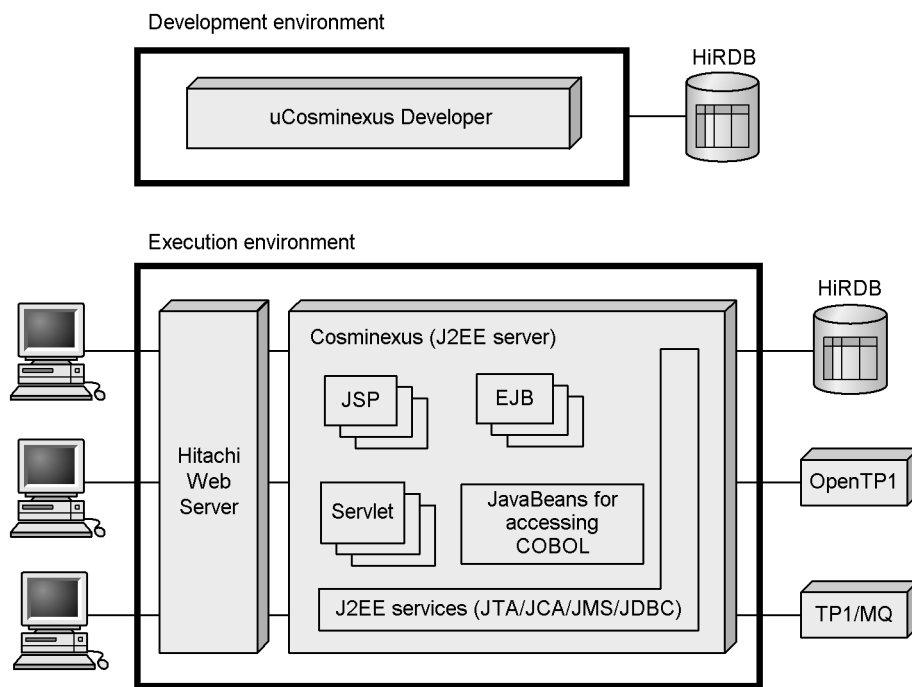 Development environment
HiRDB
uCosminexus Developer
Execution environment
HiRDB
Cosminexus (J2EE server)
JSP
EJB
Hitachi
Web
Server
OpenTP1
Servlet
JavaBeans for
accessing
COBOL
J2EE services (JTA/JCA/JMS/JDBC)
TP1/MQ